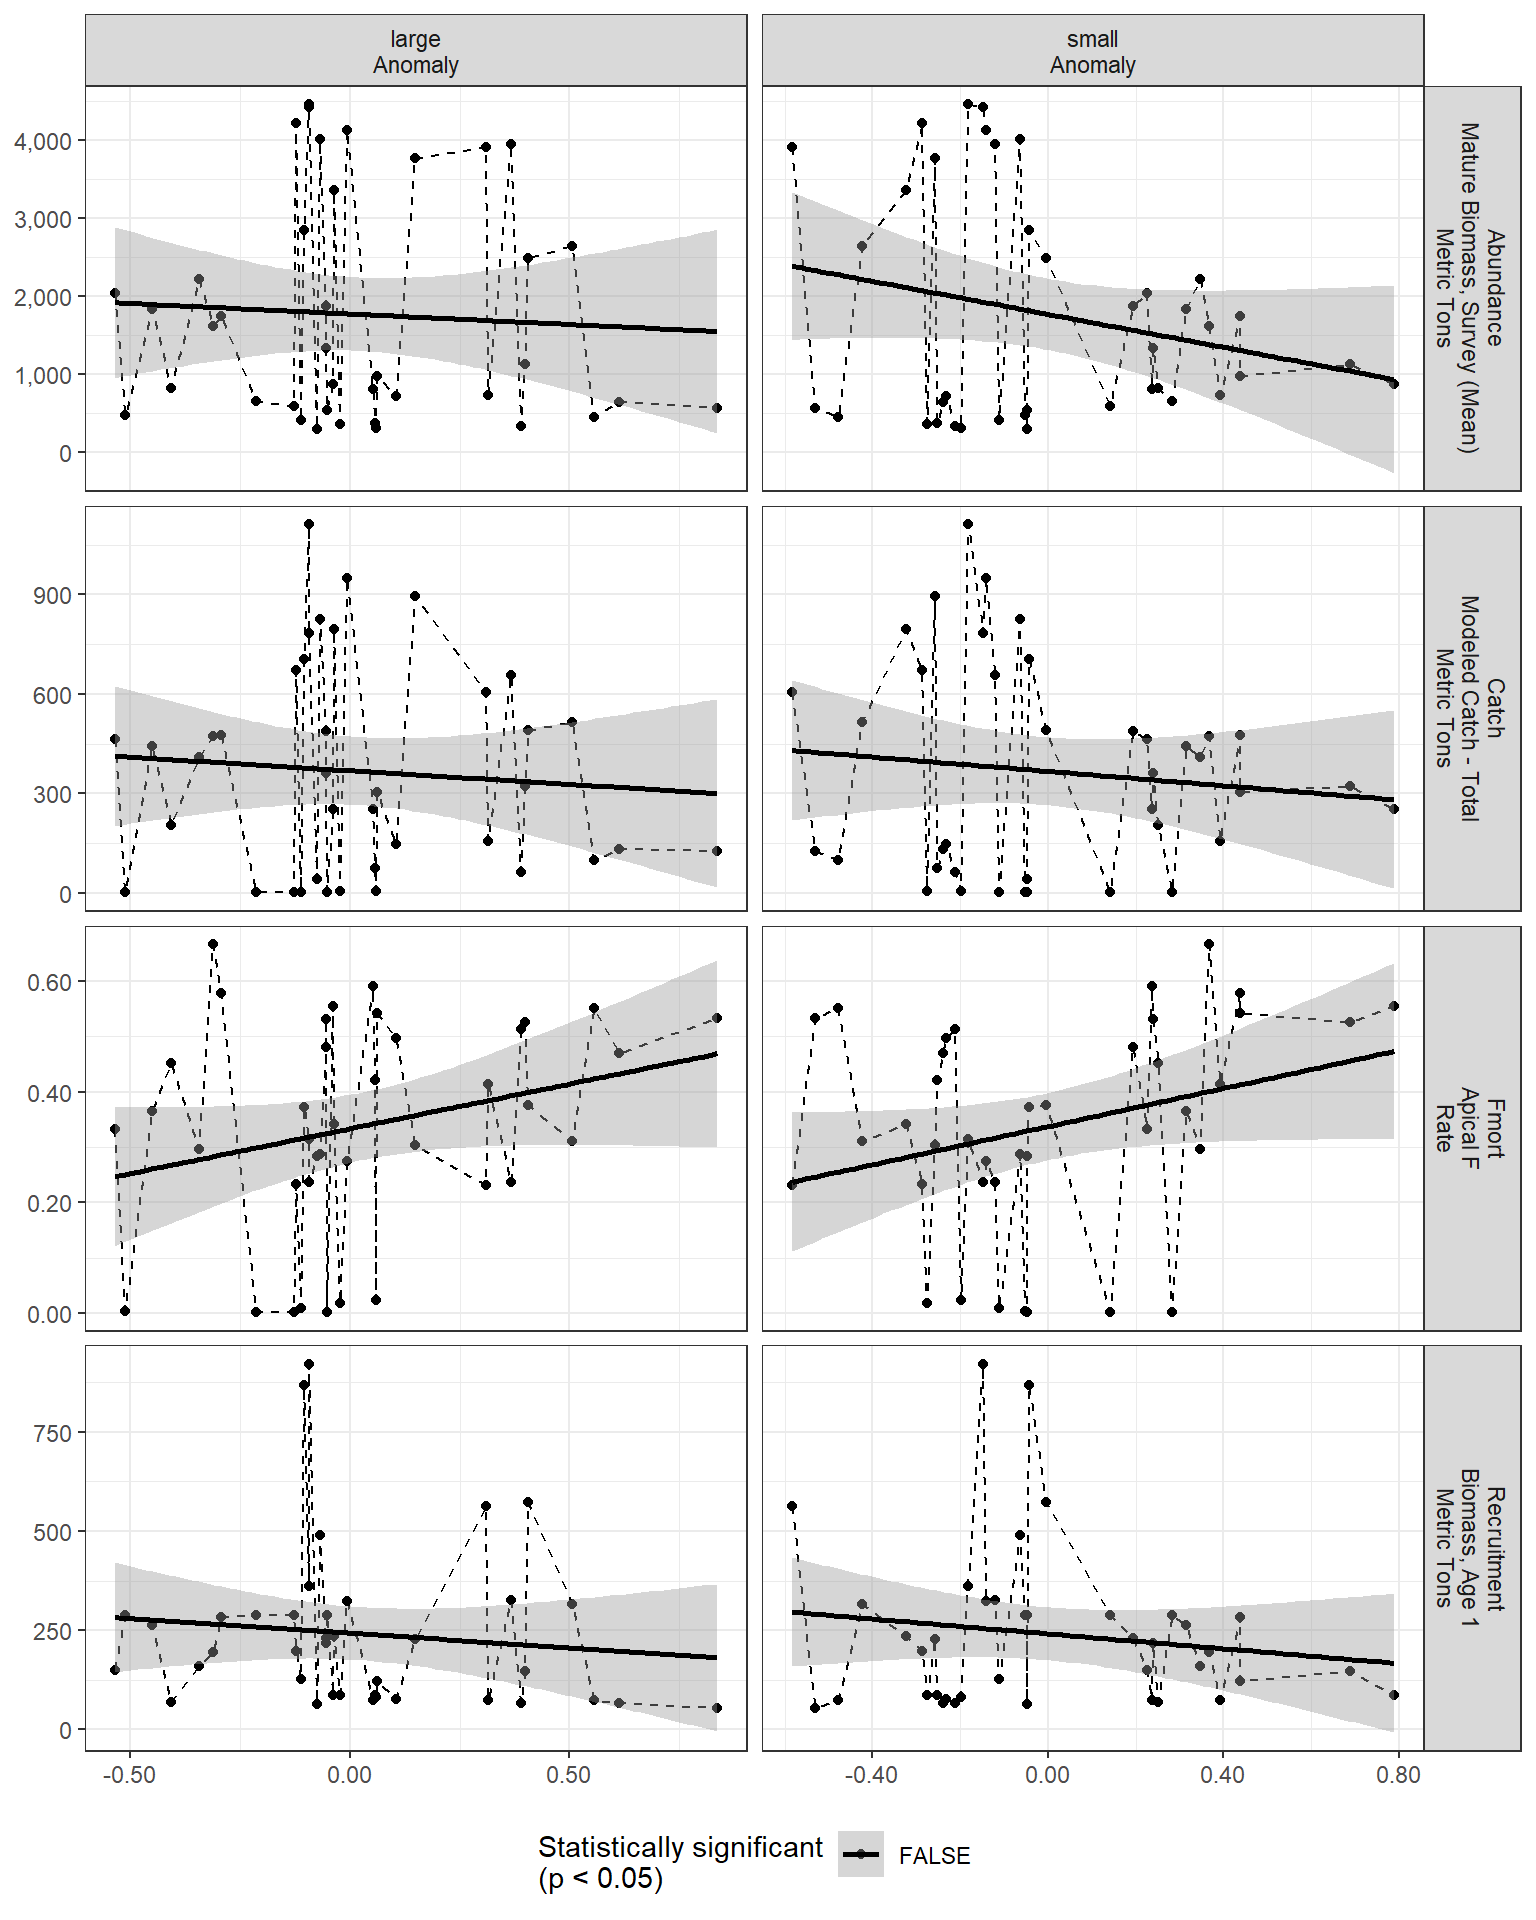 large
Anomaly
small
Anomaly
4,000
3,000
2,000
1,000
0
Abundance
Mature Biomass, Survey (Mean)
Metric Tons
900
600
300
0
Catch
Modeled Catch - Total
Metric Tons
0.60
0.40
0.20
0.00
Fmort
Apical F
Rate
750
500
250
0
Recruitment
Biomass, Age 1
Metric Tons
-0.50
0.00
0.50
-0.40
0.00
0.40
0.80
Statistically significant
(p < 0.05)
FALSE